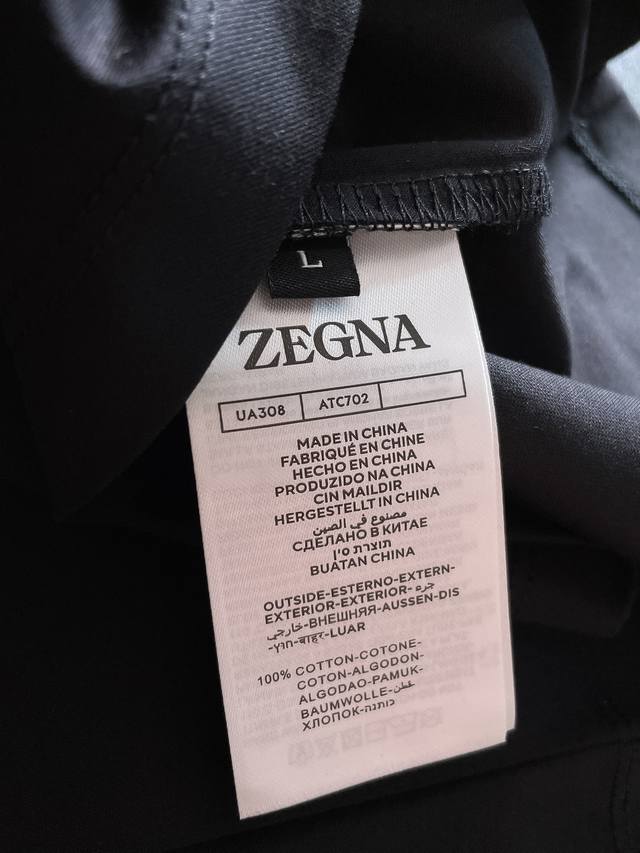 L
ZEGNA
UA308 ATC702
MADE IN CHINA
FABRIQUÉ EN CHINE
HECHO EN CHINA
PRODUZIDO NA CHINA
CIN MAILDIR
HERGESTELLT IN CHINA
مصنوع في الصين
СДЕЛАНО В КИТАЕ
תוצרת סין
BUATAN CHINA
OUTSIDE-ESTERNO-EXTERN-
EXTERIOR-EXTERIOR-
خارجي-ВНЕШНЯЯ-AUSSEN-DIS
-חיצון-बाहर-LUAR
100% COTTON-COTONE-
COTON-ALGODON-
ALGODAO-PAMUK-
BAUMWOLLE-قطن-
ХЛОПОК-כותנה